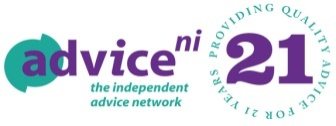 advice ni
the independent
advice network
PROVIDING QUALITY ADVICE FOR 21 YEARS
21